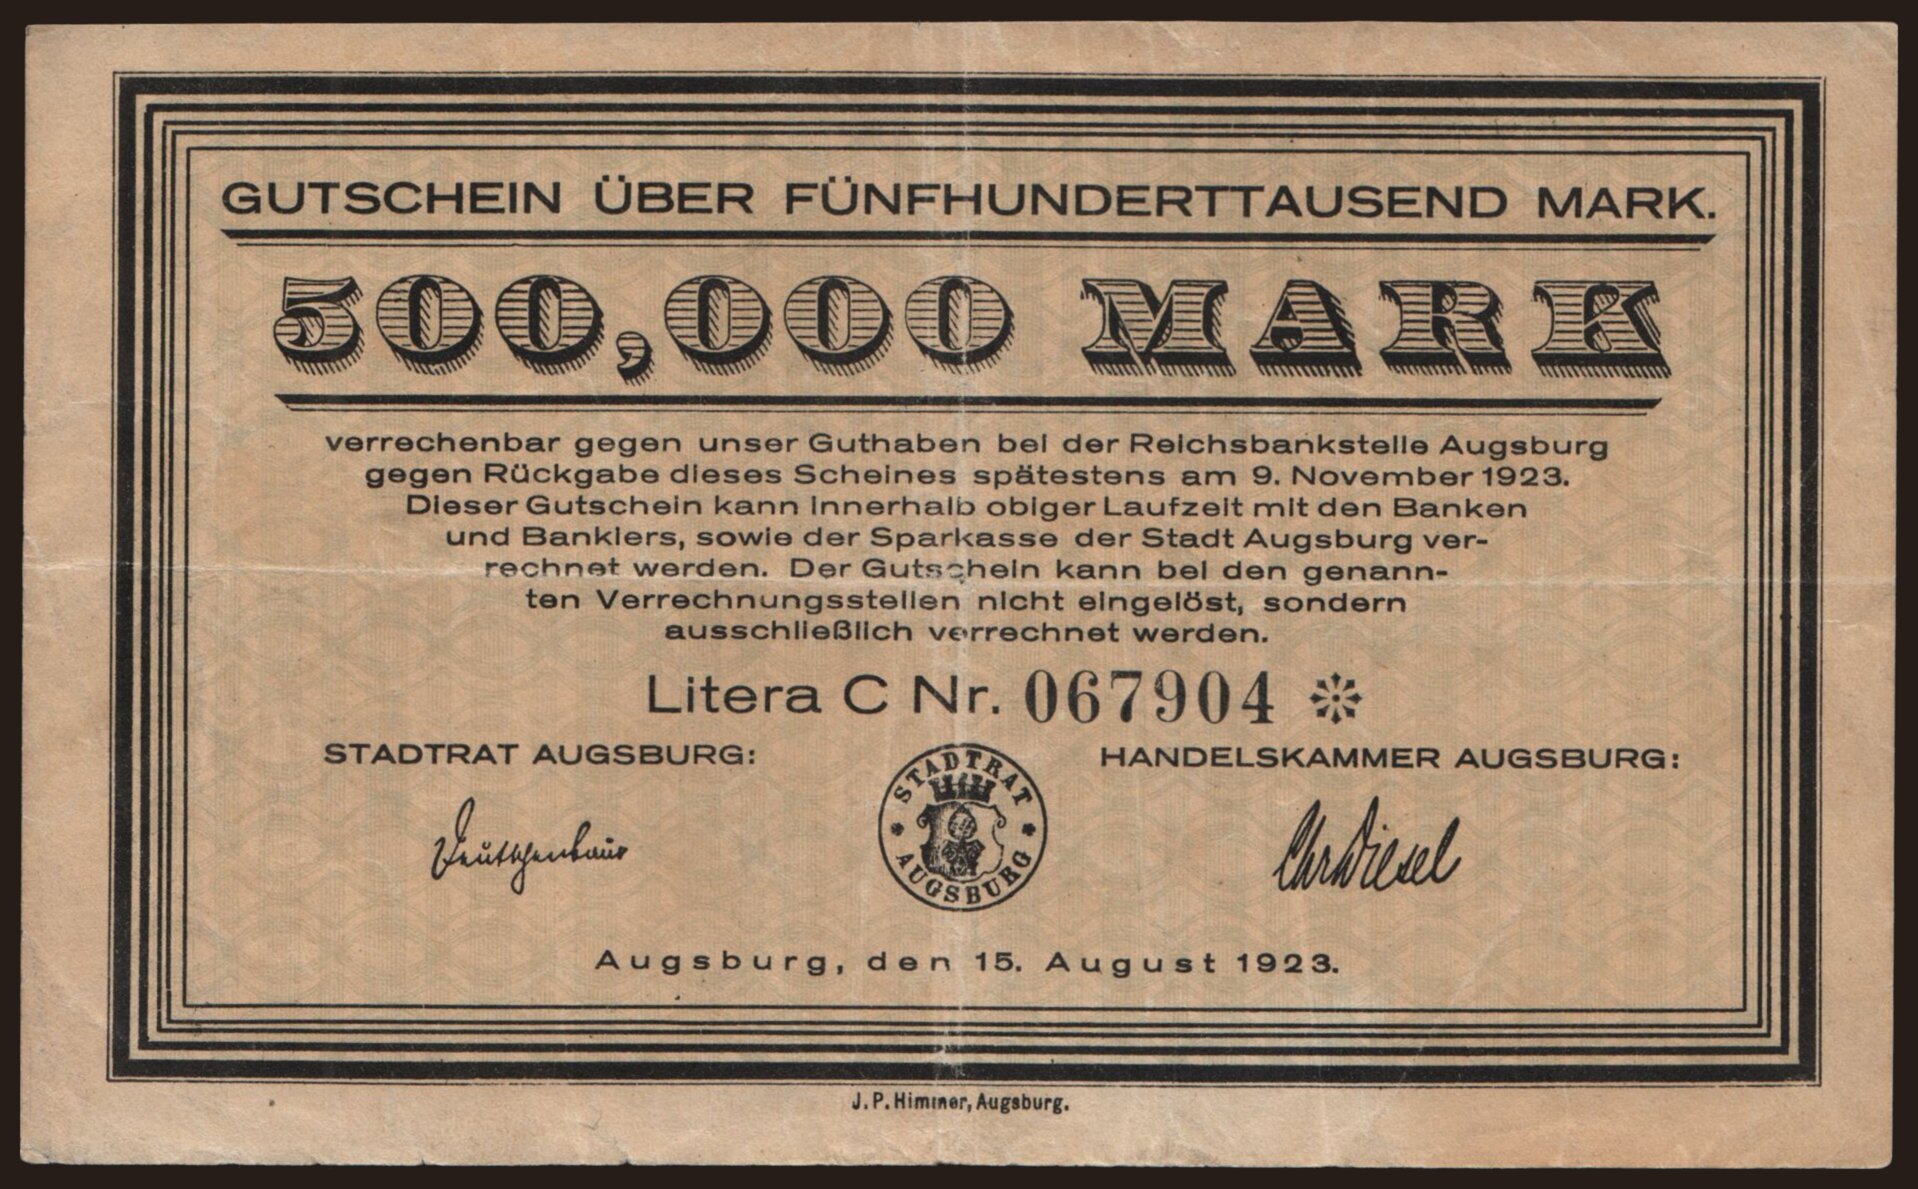 GUTSCHEIN ÜBER FÜNFHUNDERTTAUSEND MARK.
500,000 MARK
verrechenbar gegen unser Guthaben bei der Reichsbankstelle Augsburg
gegen Rückgabe dieses Scheines spätestens am 9. November 1923.
Dieser Gutschein kann innerhalb obiger Laufzeit mit den Banken
und Bankiers, sowie der Sparkasse der Stadt Augsburg ver-
rechnet werden. Der Gutschein kann bei den genann-
ten Verrechnungsstellen nicht eingelöst, sondern
ausschließlich verrechnet werden.
Litera C Nr. 067904
STADTRAT AUGSBURG:
HANDELSKAMMER AUGSBURG:
Deutschenbaur
STADTRAT AUGSBURG
Chr Diesel
Augsburg, den 15. August 1923.
J. P. Himmer, Augsburg.